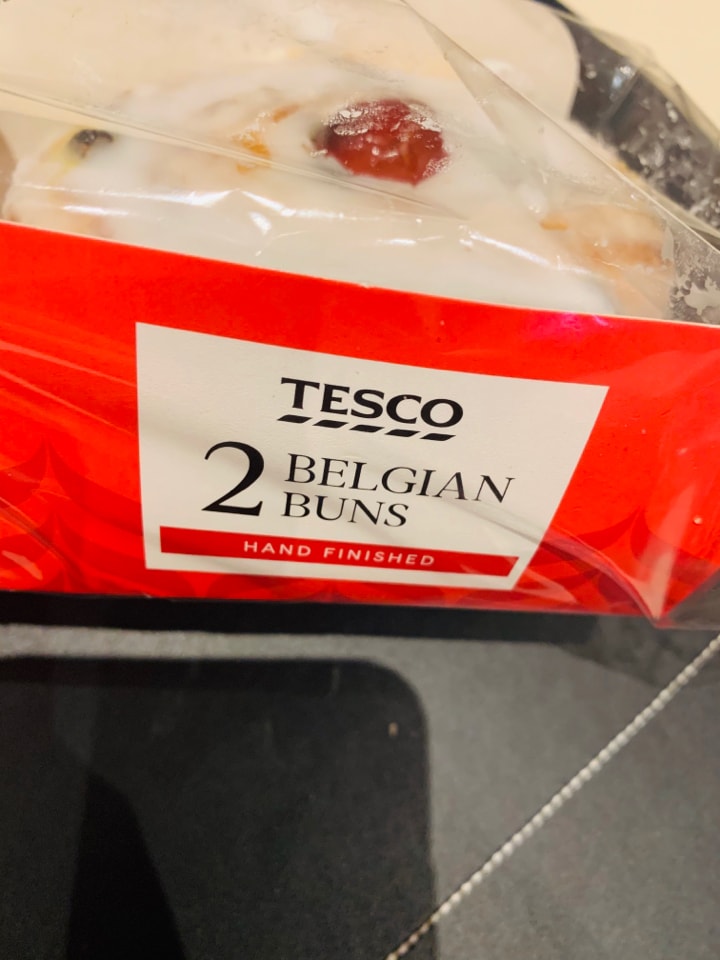 TESCO
2 BELGIAN
BUNS
HAND FINISHED